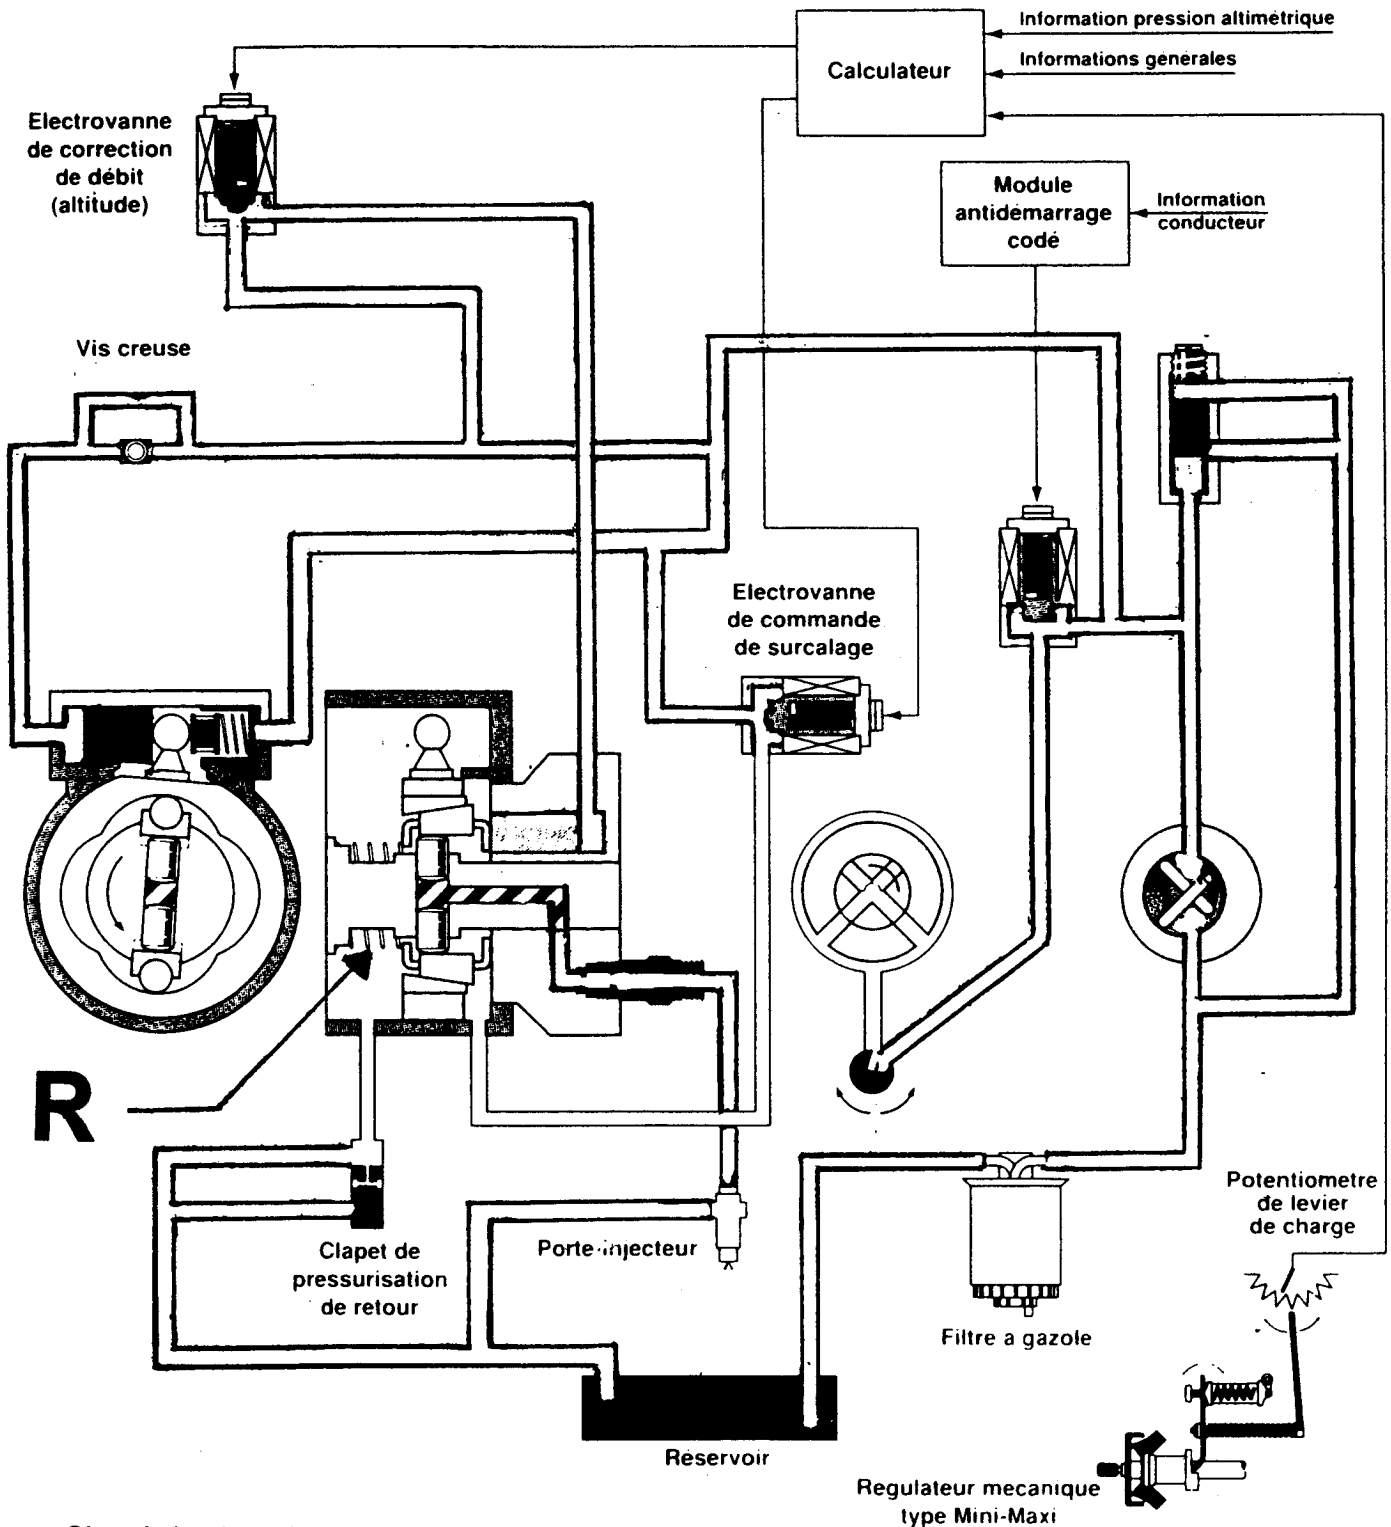 Information pression altimétrique
Informations generales
Calculateur
Electrovanne
de correction
de débit
(altitude)
Module
antidémarrage
codé
Information
conducteur
Vis creuse
Electrovanne
de commande
de surcalage
R
Clapet de
pressurisation
de retour
Porte-injecteur
Filtre a gazole
Potentiometre
de levier
de charge
Reservoir
Regulateur mecanique
type Mini-Maxi